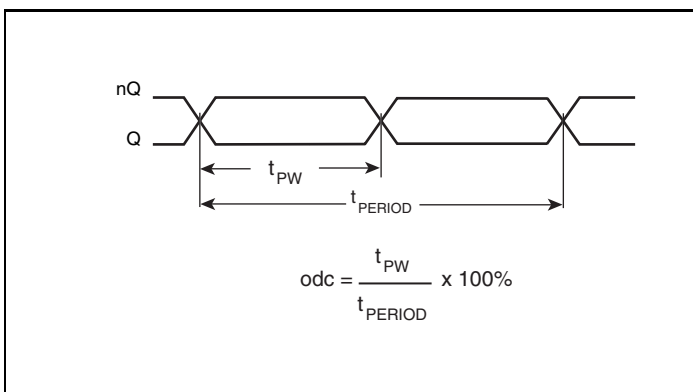 nQ
Q
tPW
tPERIOD
odc = tPW / tPERIOD x 100%